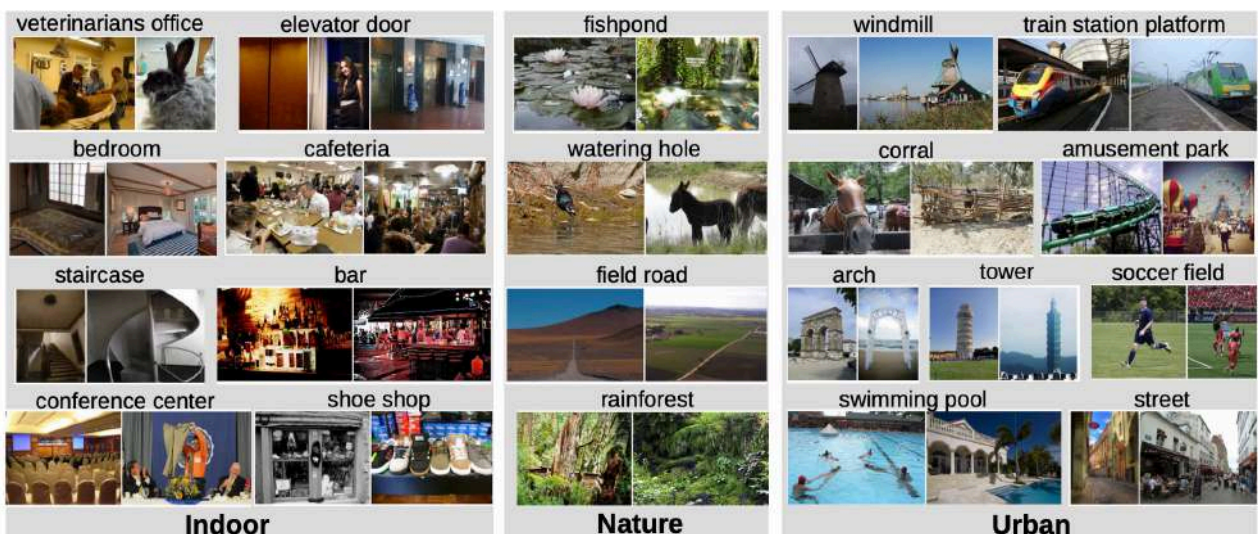 veterinarians office
elevator door
bedroom
cafeteria
staircase
bar
conference center
shoe shop
Indoor
fishpond
watering hole
field road
rainforest
Nature
windmill
train station platform
corral
amusement park
arch
tower
soccer field
swimming pool
street
Urban